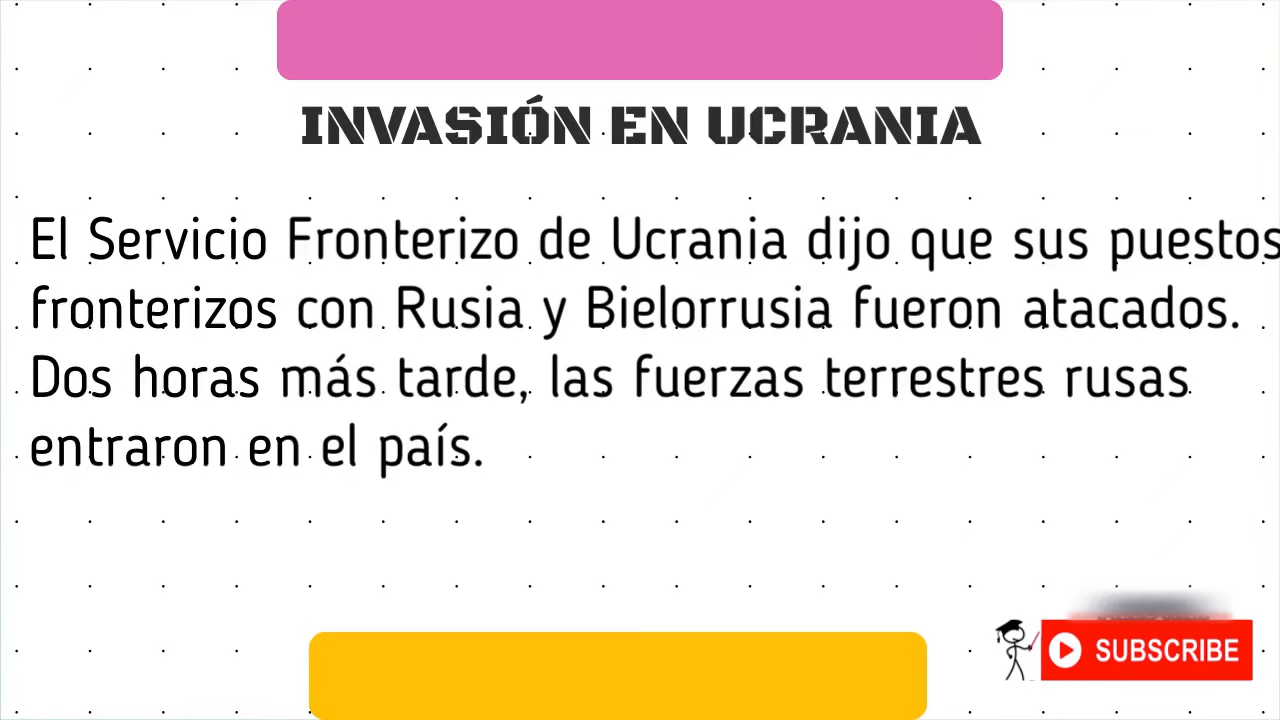 INVASIÓN EN UCRANIA
El Servicio Fronterizo de Ucrania dijo que sus puestos
fronterizos con Rusia y Bielorrusia fueron atacados.
Dos horas más tarde, las fuerzas terrestres rusas
entraron en el país.
SUBSCRIBE